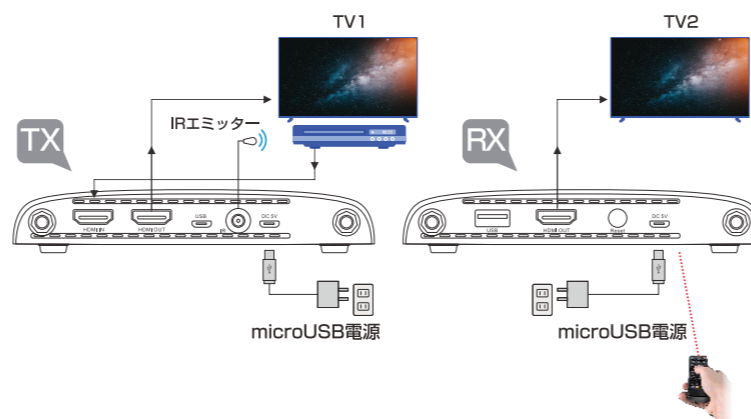 TV1
TV2
IRエミッター
TX
RX
HDMI IN
HDMI OUT
USB
IR
DC 5V
USB
HDMI OUT
Reset
DC 5V
microUSB電源
microUSB電源